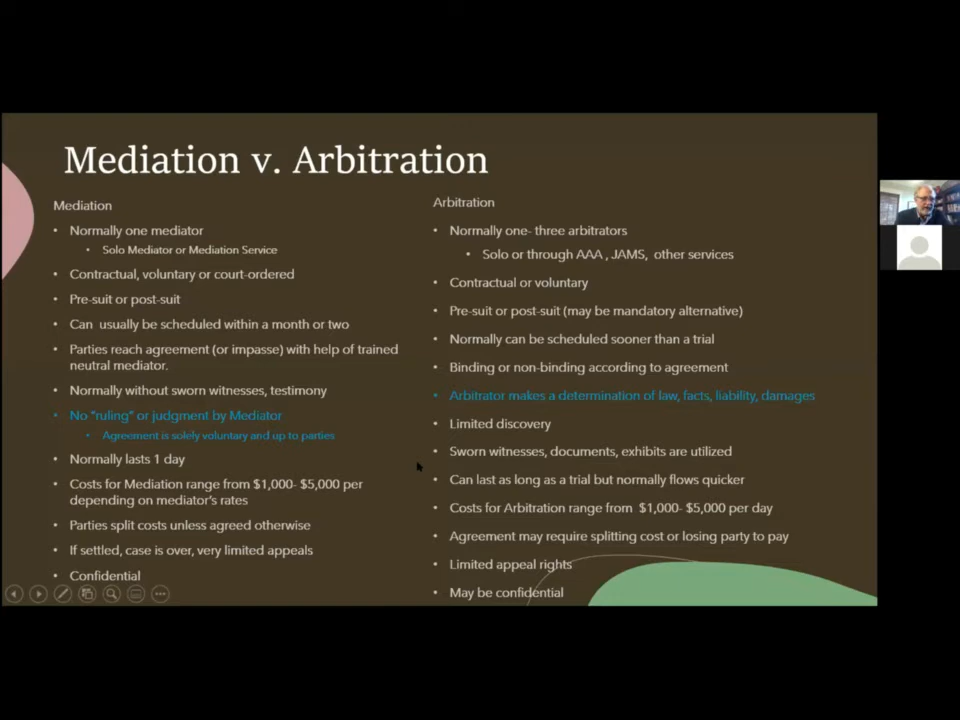 Mediation v. Arbitration
Mediation
• Normally one mediator
• Solo Mediator or Mediation Service
• Contractual, voluntary or court-ordered
• Pre-suit or post-suit
• Can usually be scheduled within a month or two
• Parties reach agreement (or impasse) with help of trained
neutral mediator.
• Normally without sworn witnesses, testimony
• No “ruling” or judgment by Mediator
• Agreement is solely voluntary and up to parties
• Normally lasts 1 day
• Costs for Mediation range from $1,000- $5,000 per
depending on mediator’s rates
• Parties split costs unless agreed otherwise
• If settled, case is over, very limited appeals
• Confidential
Arbitration
• Normally one- three arbitrators
• Solo or through AAA , JAMS, other services
• Contractual or voluntary
• Pre-suit or post-suit (may be mandatory alternative)
• Normally can be scheduled sooner than a trial
• Binding or non-binding according to agreement
• Arbitrator makes a determination of law, facts, liability, damages
• Limited discovery
• Sworn witnesses, documents, exhibits are utilized
• Can last as long as a trial but normally flows quicker
• Costs for Arbitration range from $1,000- $5,000 per day
• Agreement may require splitting cost or losing party to pay
• Limited appeal rights
• May be confidential